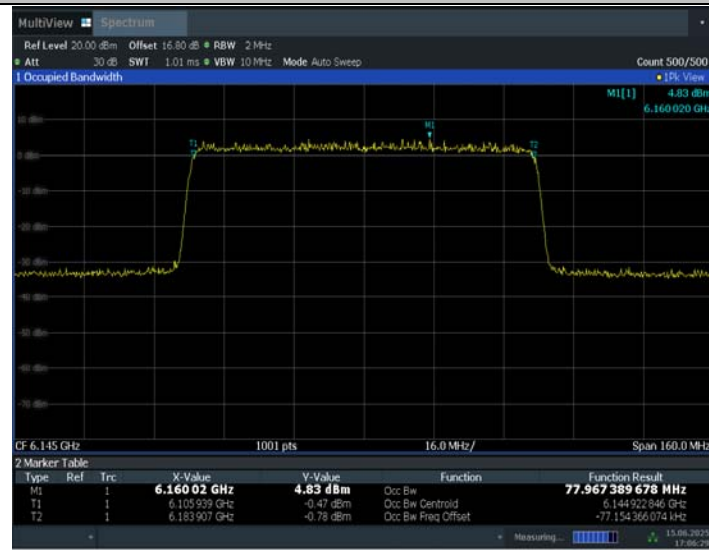 MultiView Spectrum
Ref Level 20.00 dBm Offset 16.80 dB RBW 2 MHz
Att 30 dB SWT 1.01 ms VBW 10 MHz Mode Auto Sweep Count 500/500
1 Occupied Bandwidth 1Pk View
M1[1] 4.83 dBm
6.160 020 GHz
10 dBm
M1
T1 T2
0 dBm
-10 dBm
-20 dBm
-30 dBm
-40 dBm
-50 dBm
-60 dBm
-70 dBm
CF 6.145 GHz 1001 pts 16.0 MHz/ Span 160.0 MHz
2 Marker Table
Type Ref Trc X-Value Y-Value Function Function Result
M1 1 6.160 02 GHz 4.83 dBm Occ Bw 77.967 389 678 MHz
T1 1 6.105 939 GHz -0.47 dBm Occ Bw Centroid 6.144 922 846 GHz
T2 1 6.183 907 GHz -0.78 dBm Occ Bw Freq Offset -77.154 366 074 kHz
Measuring... 15.06.2025
17:06:29